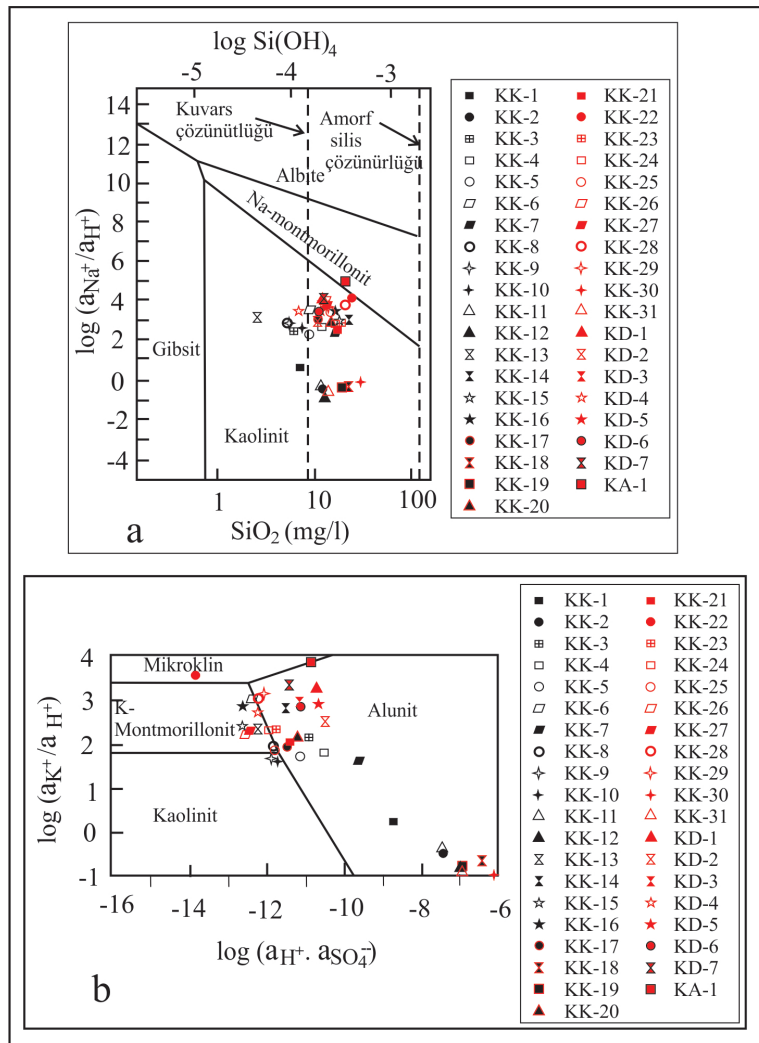 log Si(OH)4
-5
-4
-3
14
12
10
8
6
4
2
0
-2
-4
log (aNa+/aH+)
Kuvars
çözünütlüğü
Amorf
silis
çözünürlüğü
Albite
Na-montmorillonit
Gibsit
Kaolinit
1
10
100
SiO2 (mg/l)
a
KK-1
KK-2
KK-3
KK-4
KK-5
KK-6
KK-7
KK-8
KK-9
KK-10
KK-11
KK-12
KK-13
KK-14
KK-15
KK-16
KK-17
KK-18
KK-19
KK-20
KK-21
KK-22
KK-23
KK-24
KK-25
KK-26
KK-27
KK-28
KK-29
KK-30
KK-31
KD-1
KD-2
KD-3
KD-4
KD-5
KD-6
KD-7
KA-1
4
3
2
1
0
-1
log (aK+/a H+)
Mikroklin
K-
Montmorillonit
Alunit
Kaolinit
-16
-14
-12
-10
-8
-6
log (aH+. aSO4=)
b
KK-1
KK-2
KK-3
KK-4
KK-5
KK-6
KK-7
KK-8
KK-9
KK-10
KK-11
KK-12
KK-13
KK-14
KK-15
KK-16
KK-17
KK-18
KK-19
KK-20
KK-21
KK-22
KK-23
KK-24
KK-25
KK-26
KK-27
KK-28
KK-29
KK-30
KK-31
KD-1
KD-2
KD-3
KD-4
KD-5
KD-6
KD-7
KA-1